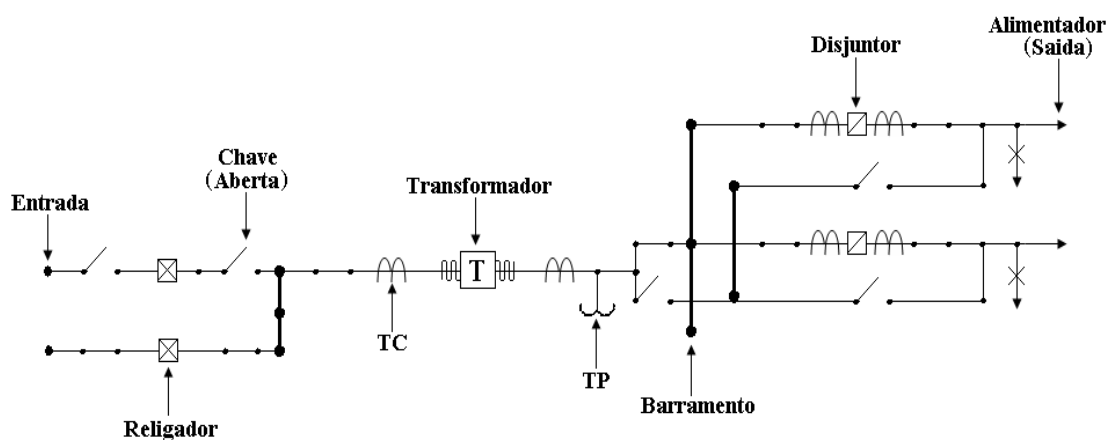 Alimentador
(Saida)
Disjuntor
Chave
(Aberta)
Transformador
Entrada
T
TC
TP
Barramento
Religador